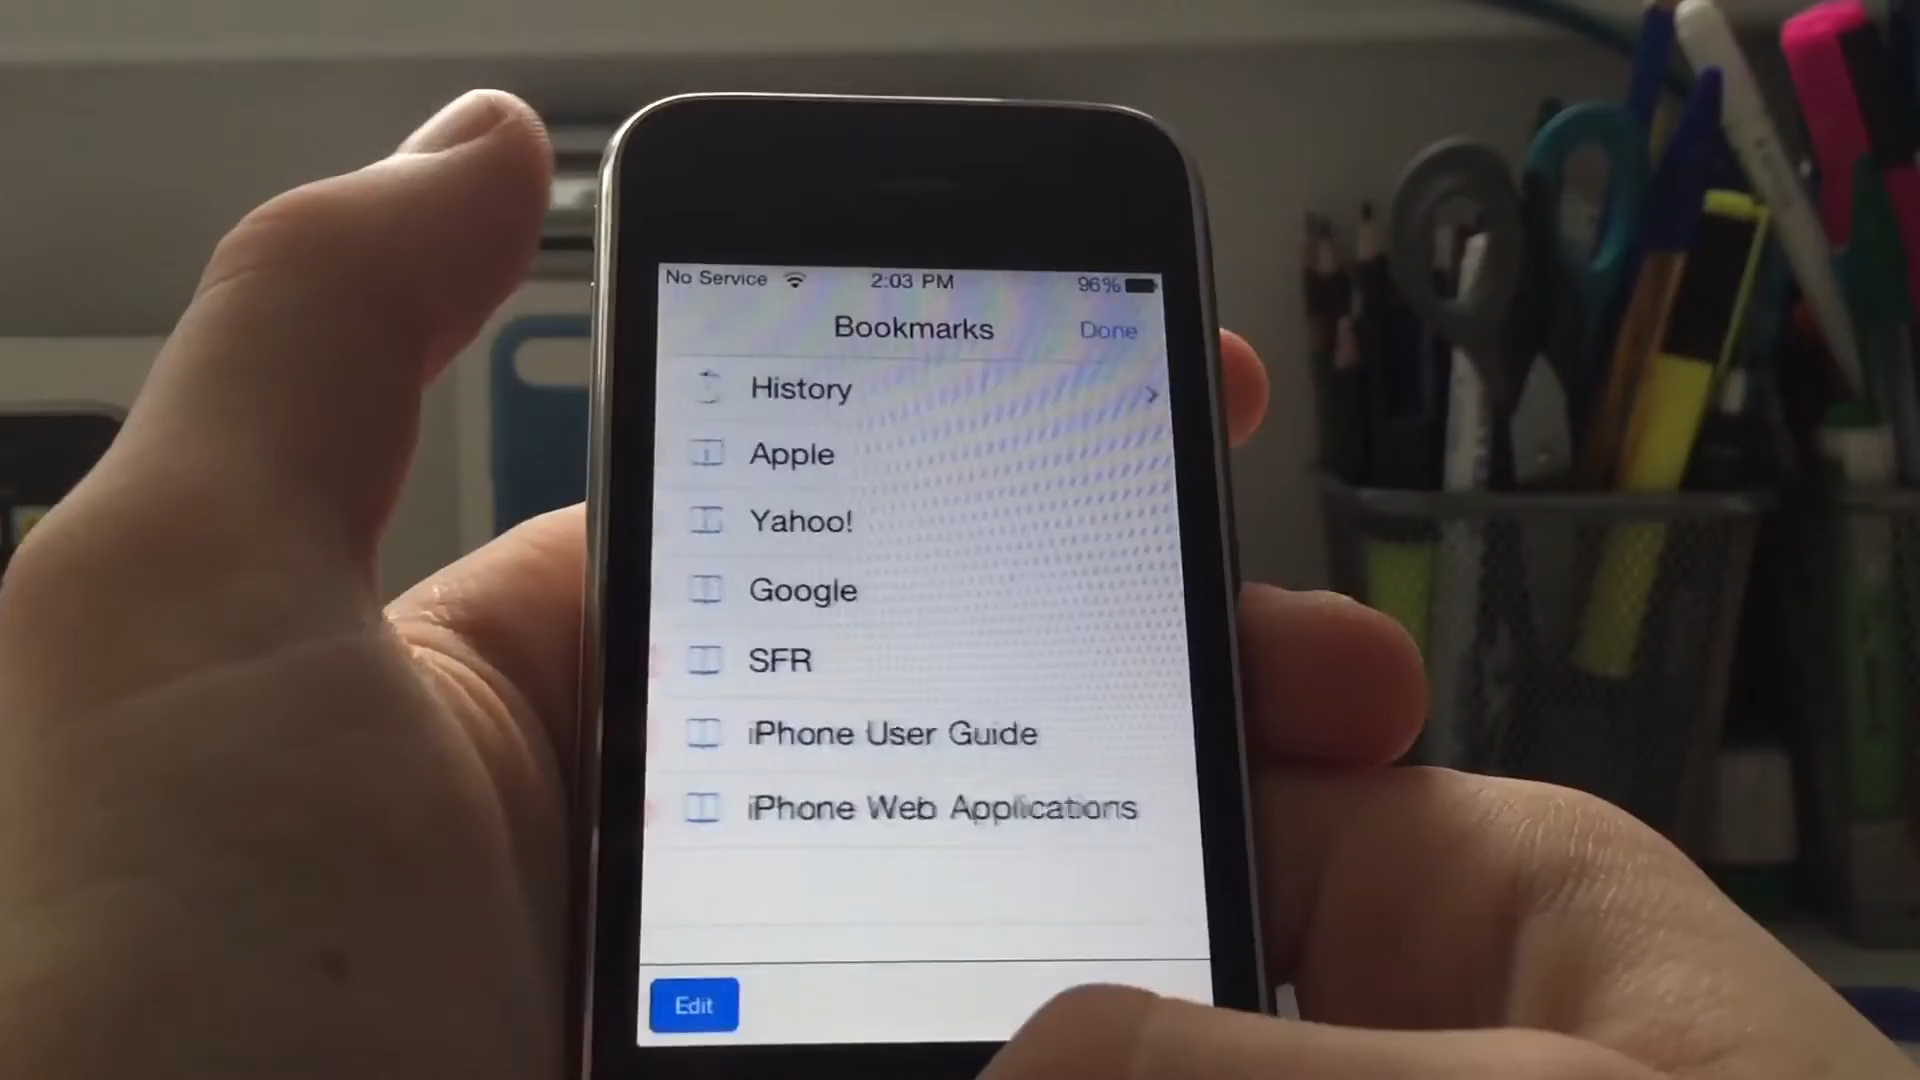 No Service 2:03 PM 96%
Bookmarks Done
History
Apple
Yahoo!
Google
SFR
iPhone User Guide
iPhone Web Applications
Edit